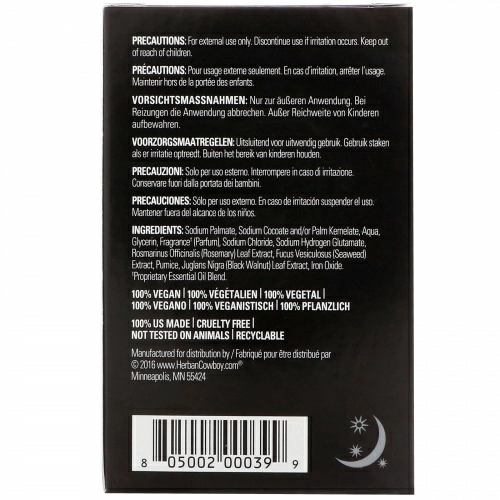 PRECAUTIONS: For external use only. Discontinue use if irritation occurs. Keep out
of reach of children.
PRÉCAUTIONS: Pour usage externe seulement. En cas d'irritation, arrêter l'usage.
Maintenir hors de la portée des enfants.
VORSICHTSMASSNAHMEN: Nur zur äußeren Anwendung. Bei
Reizungen die Anwendung abbrechen. Außer Reichweite von Kindern
aufbewahren.
VOORZORGSMAATREGELEN: Uitsluitend voor uitwendig gebruik. Gebruik staken
als er irritatie optreedt. Buiten het bereik van kinderen houden.
PRECAUZIONI: Solo per uso esterno. Interrompere in caso di irritazione.
Conservare fuori dalla portata dei bambini.
PRECAUCIONES: Sólo por uso externo. En caso de irritación suspender el uso.
Mantener fuera del alcance de los niños.
INGREDIENTS: Sodium Palmate, Sodium Cocoate and/or Palm Kernelate, Aqua,
Glycerin, Fragrance† (Parfum), Sodium Chloride, Sodium Hydrogen Glutamate,
Rosmarinus Officinalis (Rosemary) Leaf Extract, Fucus Vesiculosus (Seaweed)
Extract, Pumice, Juglans Nigra (Black Walnut) Leaf Extract, Iron Oxide.
†Proprietary Essential Oil Blend.
100% VEGAN | 100% VÉGÉTALIEN | 100% VEGETAL |
100% VEGANO | 100% VEGANISTISCH | 100% PFLANZLICH
100% US MADE | CRUELTY FREE |
NOT TESTED ON ANIMALS | RECYCLABLE
Manufactured for distribution by / Fabriqué pour être distribué par
© 2016 www.HerbanCowboy.com®
Minneapolis, MN 55424
8 05002 00039 9